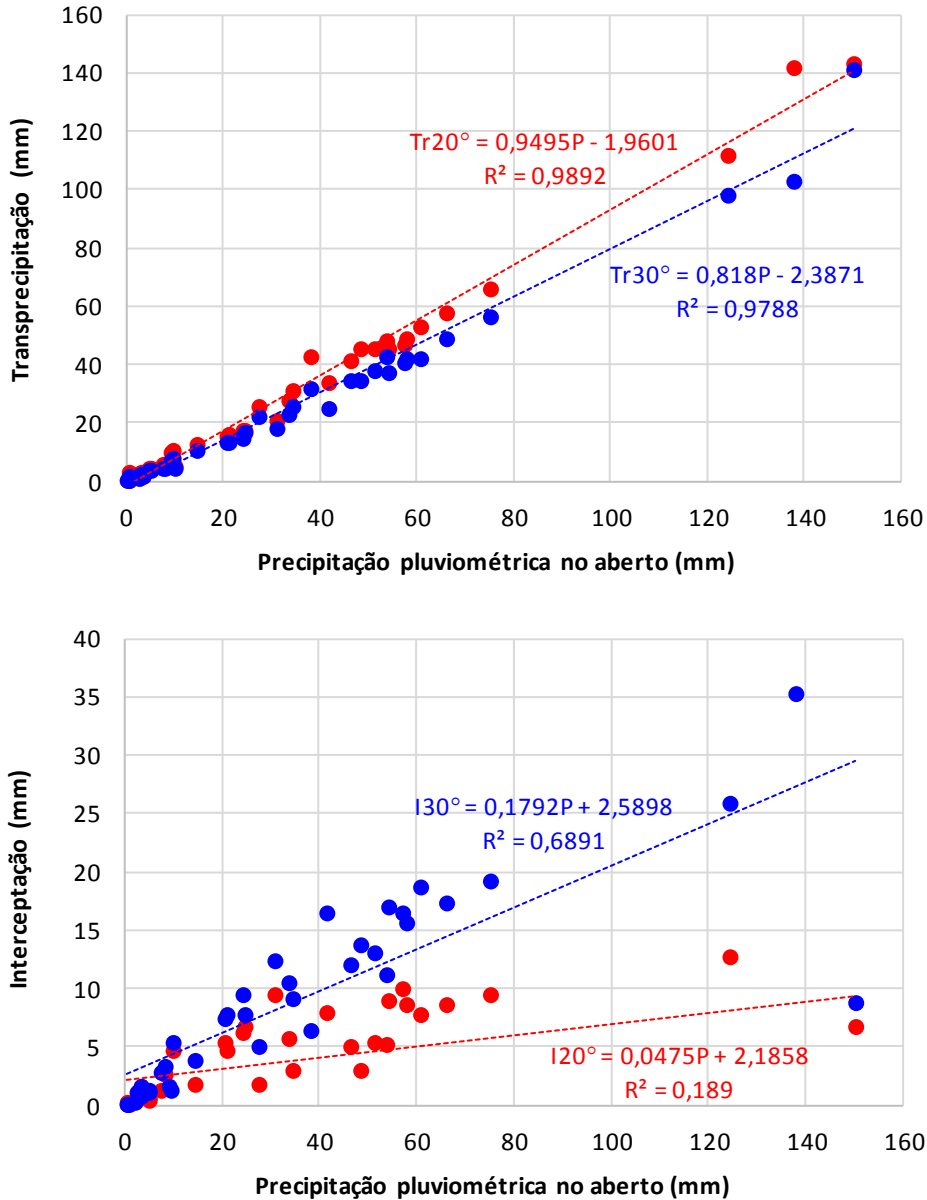 160
140
120
100
80
60
40
20
0
Transprecipitação (mm)
Tr20° = 0,9495P - 1,9601
R² = 0,9892
Tr30° = 0,818P - 2,3871
R² = 0,9788
0 20 40 60 80 100 120 140 160
Precipitação pluviométrica no aberto (mm)
40
35
30
25
20
15
10
5
0
Interceptação (mm)
I30° = 0,1792P + 2,5898
R² = 0,6891
I20° = 0,0475P + 2,1858
R² = 0,189
0 20 40 60 80 100 120 140 160
Precipitação pluviométrica no aberto (mm)